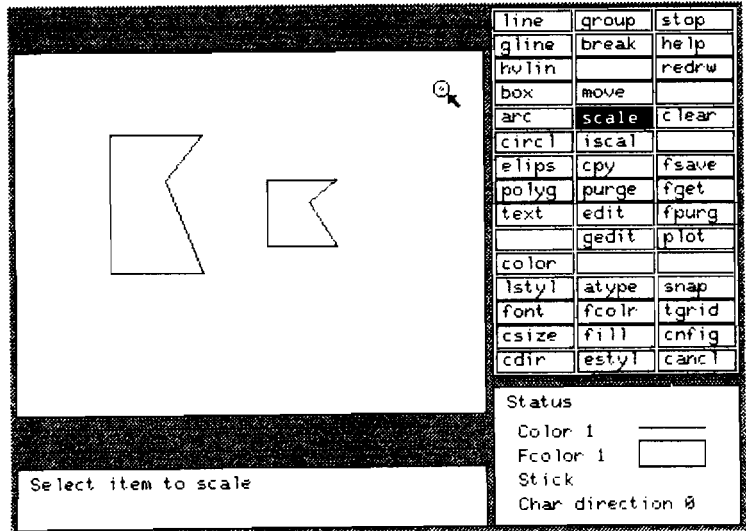 line group stop
gline break help
hvlin redrw
box move
arc scale clear
circl iscal
elips cpy fsave
polyg purge fget
text edit fpurg
gedit plot
color
lstyl atype snap
font fcolr tgrid
csize fill cnfig
cdir estyl cancl
Status
Color 1
Fcolor 1
Stick
Char direction 0
Select item to scale